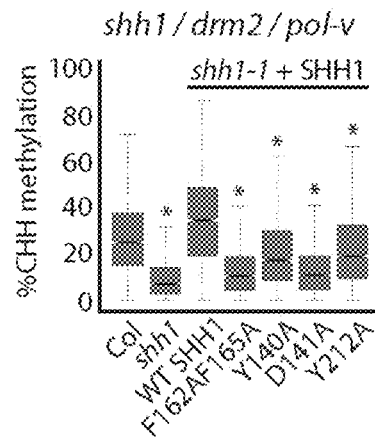 shh1 / drm2 / pol-v
shh1-1 + SHH1
%CHH methylation
100
80
60
40
20
0
* * * * *
Col
shh1
WT SHH1
F162AF165A
Y140A
D141A
Y212A